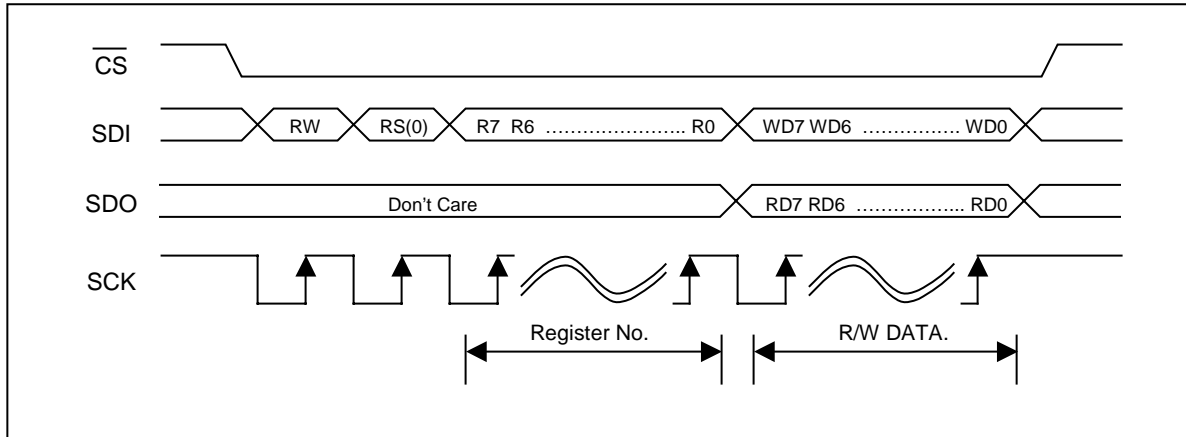 CS
SDI RW RS(0) R7 R6 ........................ R0 WD7 WD6 .................. WD0
SDO Don't Care RD7 RD6 ................... RD0
SCK
Register No. R/W DATA.